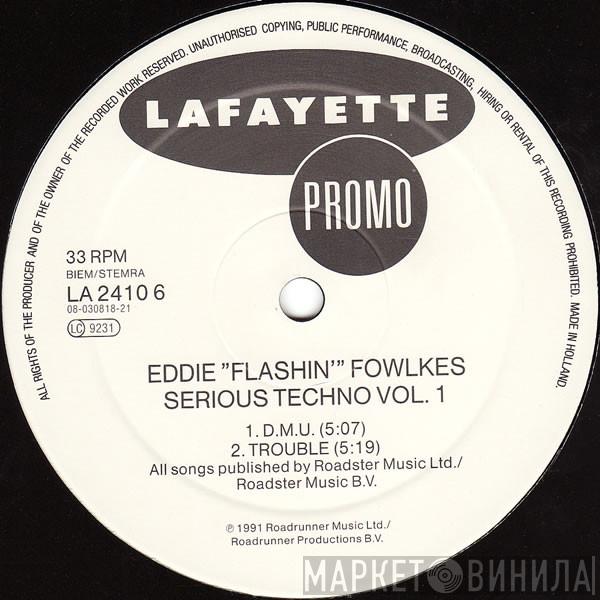 ALL RIGHTS OF THE PRODUCER AND OF THE OWNER OF THE RECORDED WORK RESERVED. UNAUTHORISED COPYING, PUBLIC PERFORMANCE, BROADCASTING, HIRING OR RENTAL OF THIS RECORDING PROHIBITED. MADE IN HOLLAND.
LAFAYETTE
PROMO
33 RPM
BIEM/STEMRA
LA 2410 6
08-030818-21
LC 9231
EDDIE "FLASHIN'" FOWLKES
SERIOUS TECHNO VOL. 1
1. D.M.U. (5:07)
2. TROUBLE (5:19)
All songs published by Roadster Music Ltd./
Roadster Music B.V.
℗ 1991 Roadrunner Music Ltd./
Roadrunner Productions B.V.
МАРКЕТ ВИНИЛА